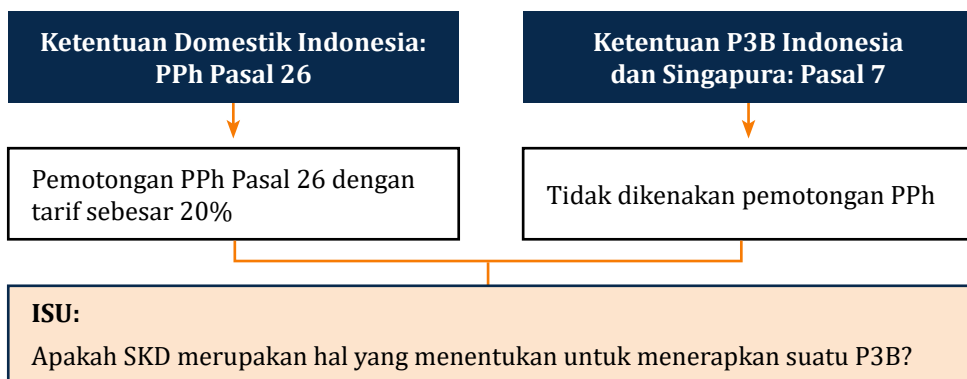 Ketentuan Domestik Indonesia:
PPh Pasal 26
Ketentuan P3B Indonesia
dan Singapura: Pasal 7
Pemotongan PPh Pasal 26 dengan
tarif sebesar 20%
Tidak dikenakan pemotongan PPh
ISU:
Apakah SKD merupakan hal yang menentukan untuk menerapkan suatu P3B?